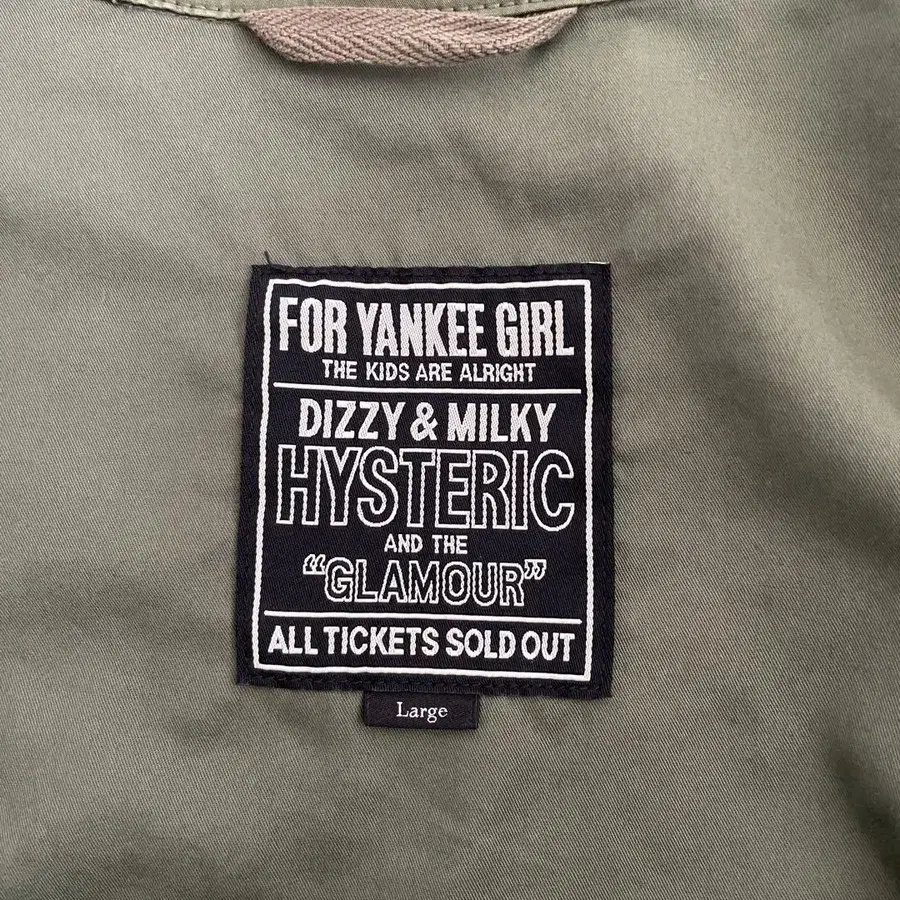 FOR YANKEE GIRL
THE KIDS ARE ALRIGHT
DIZZY & MILKY
HYSTERIC
AND THE
“GLAMOUR”
ALL TICKETS SOLD OUT
Large